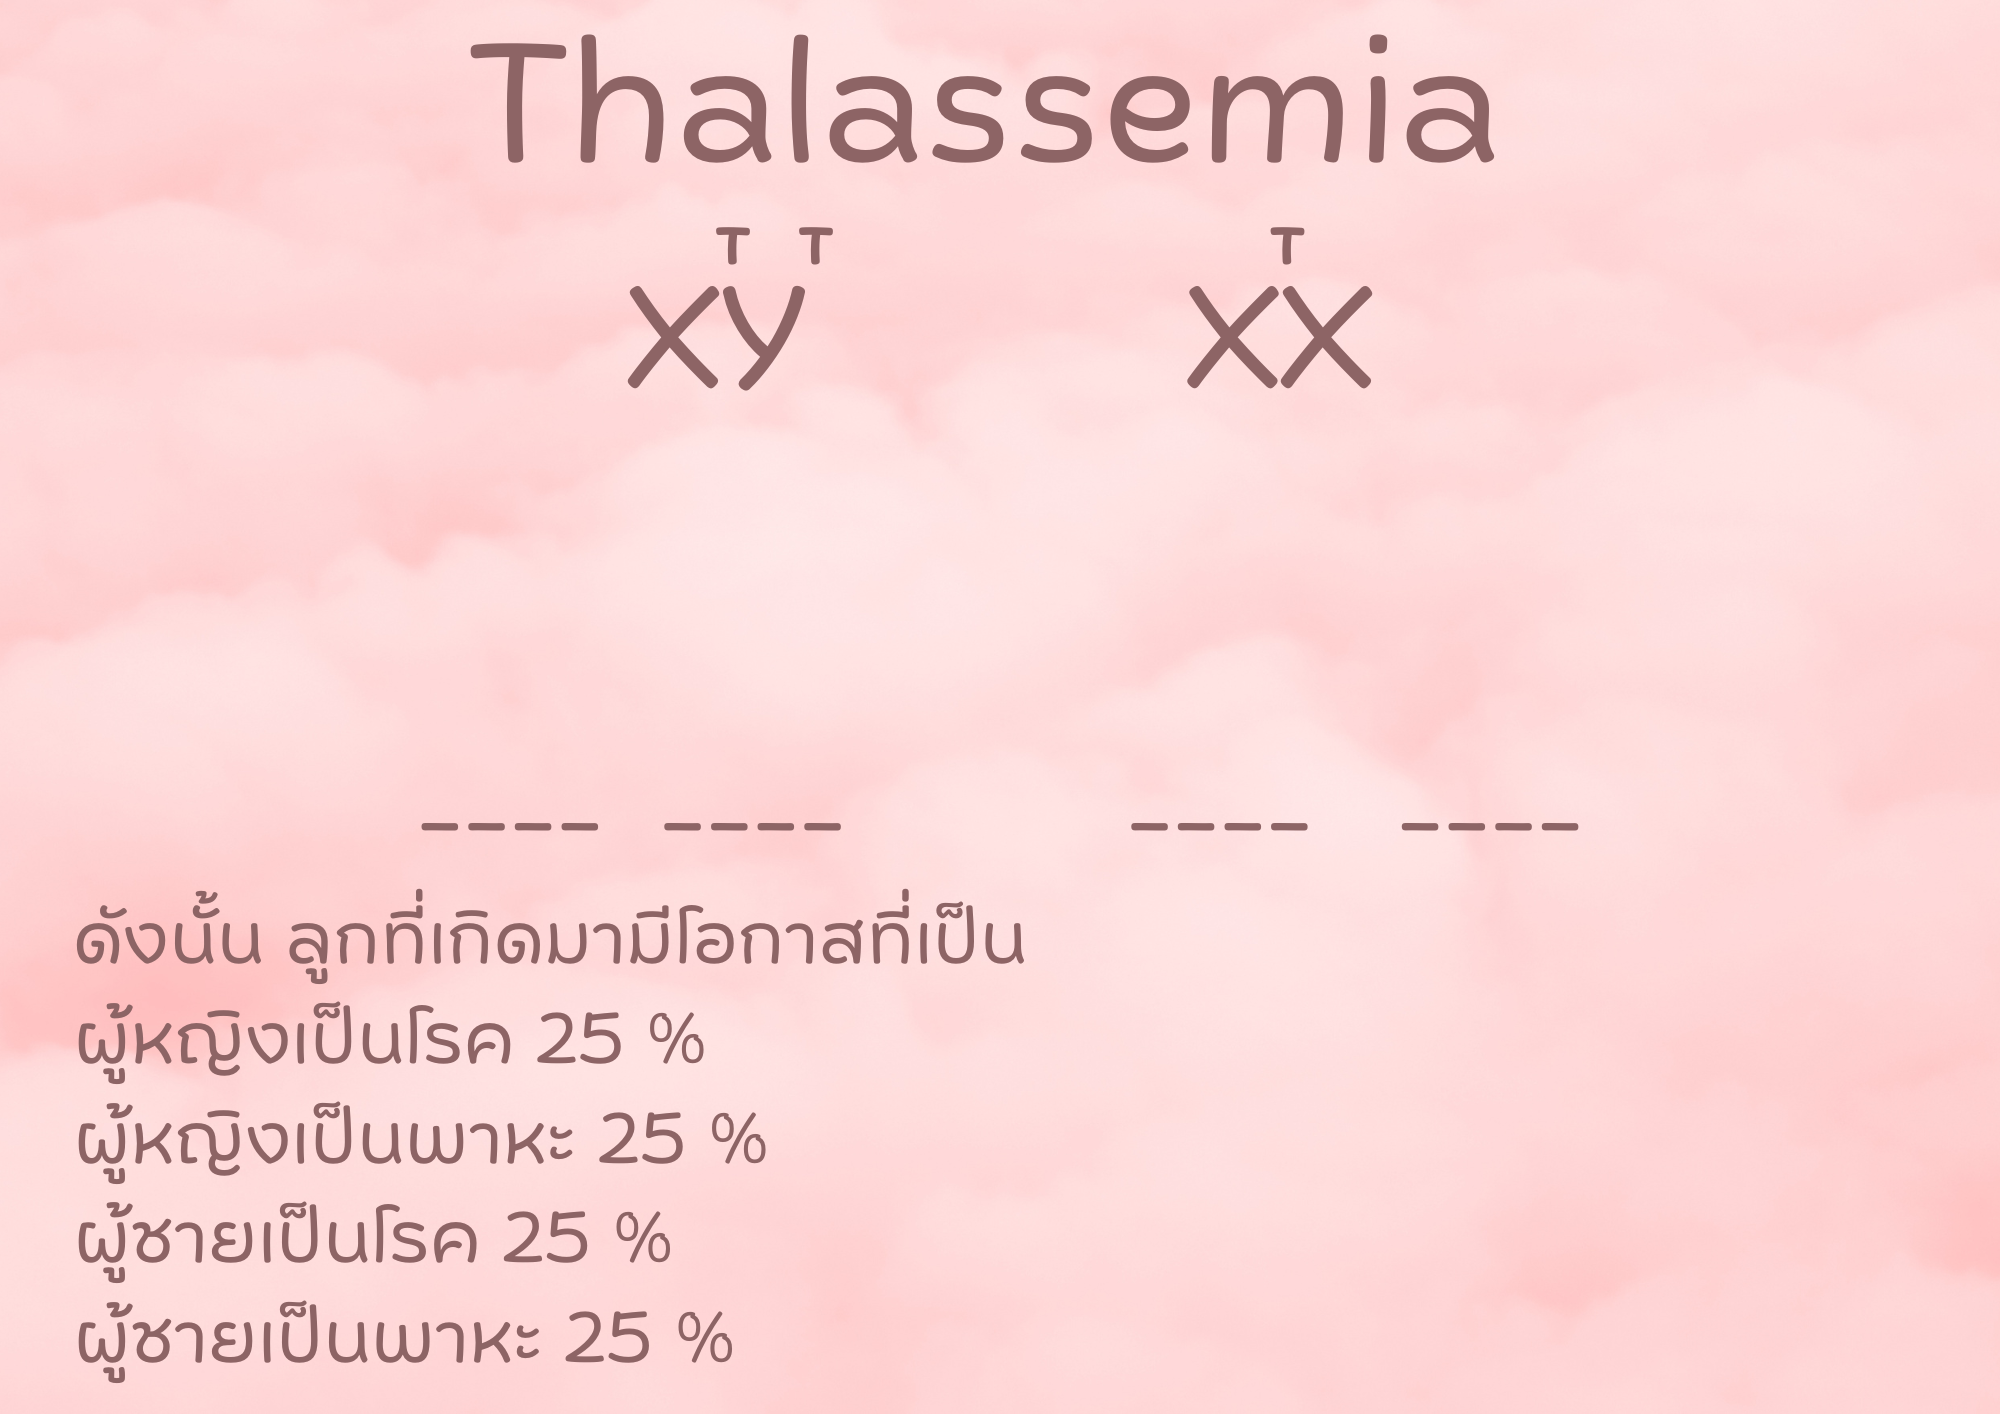 Thalassemia
T T T
XY XX
---- ---- ---- ----
ดังนั้น ลูกที่เกิดมามีโอกาสที่เป็น
ผู้หญิงเป็นโรค 25 %
ผู้หญิงเป็นพาหะ 25 %
ผู้ชายเป็นโรค 25 %
ผู้ชายเป็นพาหะ 25 %